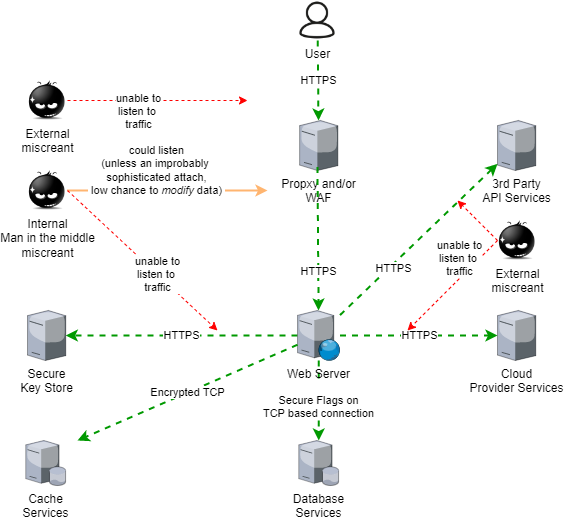 User
HTTPS
unable to
listen to
traffic
External
miscreant
could listen
(unless an improbably
sophisticated attach,
low chance to modify data)
Propxy and/or
WAF
3rd Party
API Services
Internal
Man in the middle
miscreant
unable to
listen to
traffic
External
miscreant
unable to
listen to
traffic
HTTPS
HTTPS
HTTPS
HTTPS
Secure
Key Store
Web Server
Cloud
Provider Services
Encrypted TCP
Secure Flags on
TCP based connection
Cache
Services
Database
Services